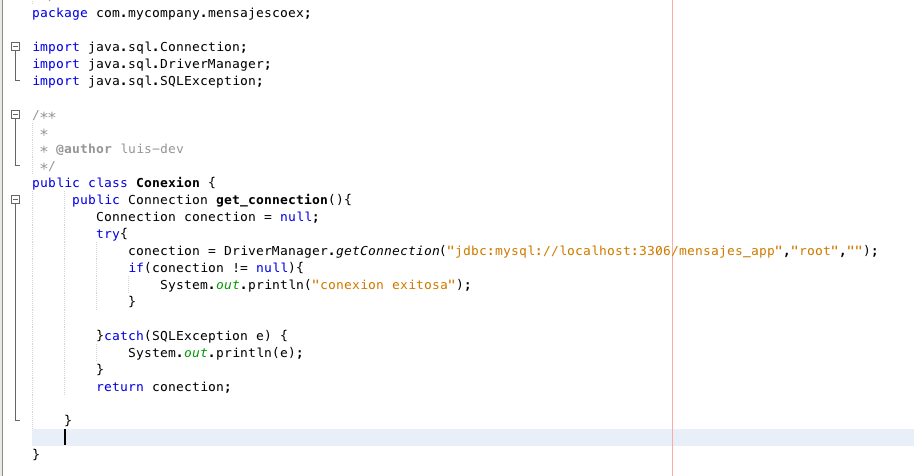 package com.mycompany.mensajescoex;
import java.sql.Connection;
import java.sql.DriverManager;
import java.sql.SQLException;
/**
*
* @author luis-dev
*/
public class Conexion {
public Connection get_connection(){
Connection conection = null;
try{
conection = DriverManager.getConnection("jdbc:mysql://localhost:3306/mensajes_app","root","");
if(conection != null){
System.out.println("conexion exitosa");
}
}catch(SQLException e) {
System.out.println(e);
}
return conection;
}
}